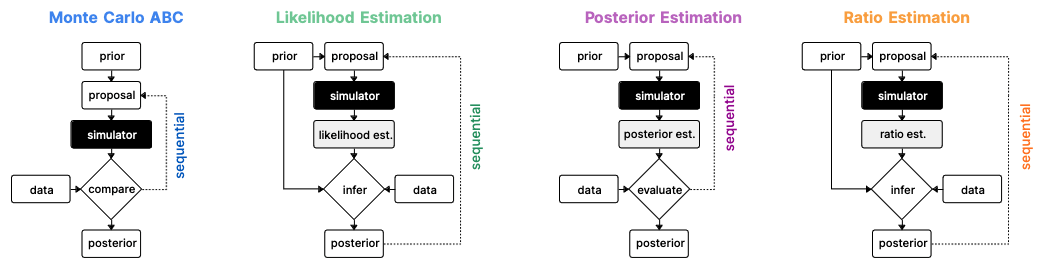 Monte Carlo ABC
prior
proposal
simulator
data
compare
posterior
sequential
Likelihood Estimation
prior
proposal
simulator
likelihood est.
infer
data
posterior
sequential
Posterior Estimation
prior
proposal
simulator
posterior est.
data
evaluate
posterior
sequential
Ratio Estimation
prior
proposal
simulator
ratio est.
infer
data
posterior
sequential